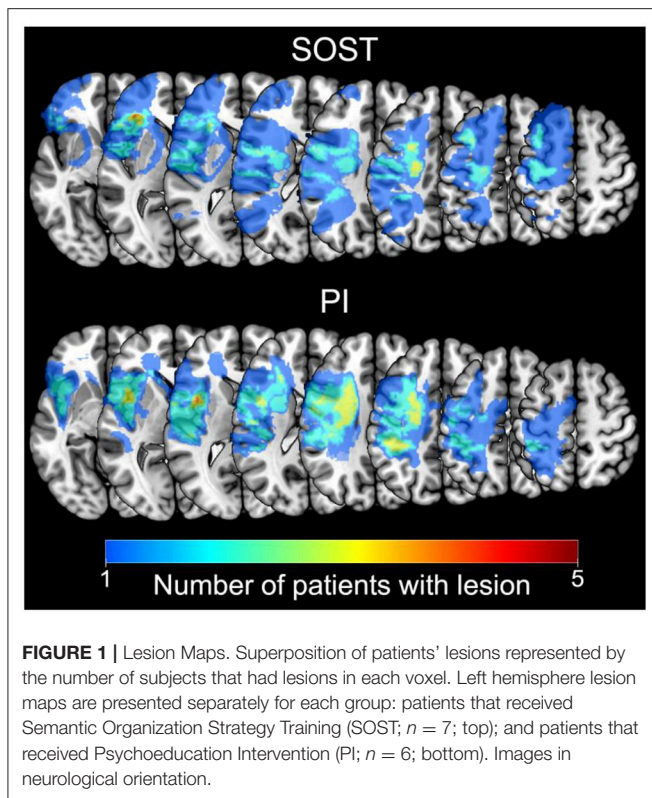 SOST
PI
1
5
Number of patients with lesion
FIGURE 1 | Lesion Maps. Superposition of patients’ lesions represented by
the number of subjects that had lesions in each voxel. Left hemisphere lesion
maps are presented separately for each group: patients that received
Semantic Organization Strategy Training (SOST; n = 7; top); and patients that
received Psychoeducation Intervention (PI; n = 6; bottom). Images in
neurological orientation.